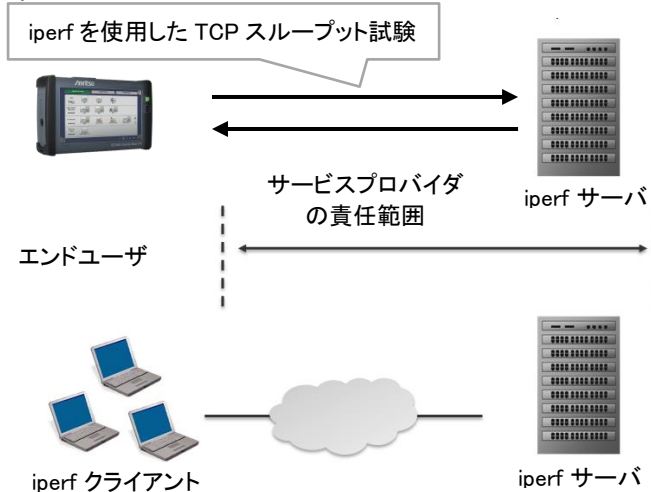 iperf を使用した TCP スループット試験
Anritsu
サービスプロバイダ
の責任範囲
iperf サーバ
エンドユーザ
iperf クライアント
iperf サーバ